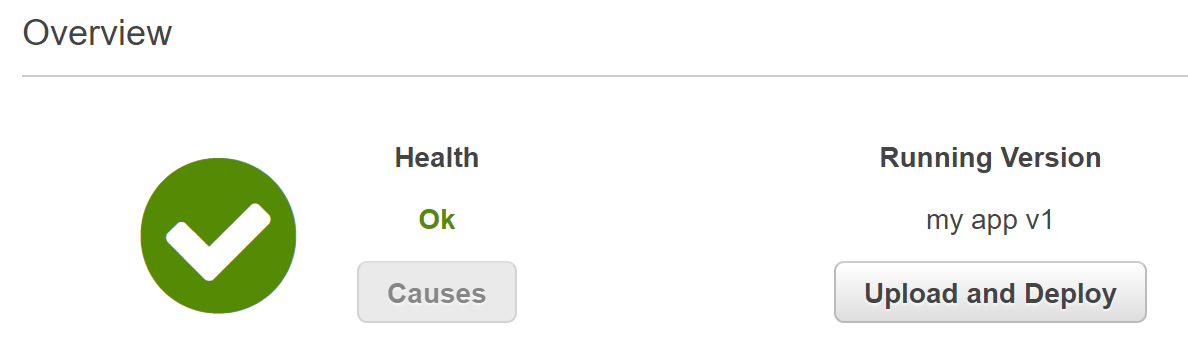 Overview
Health
Ok
Causes
Running Version
my app v1
Upload and Deploy